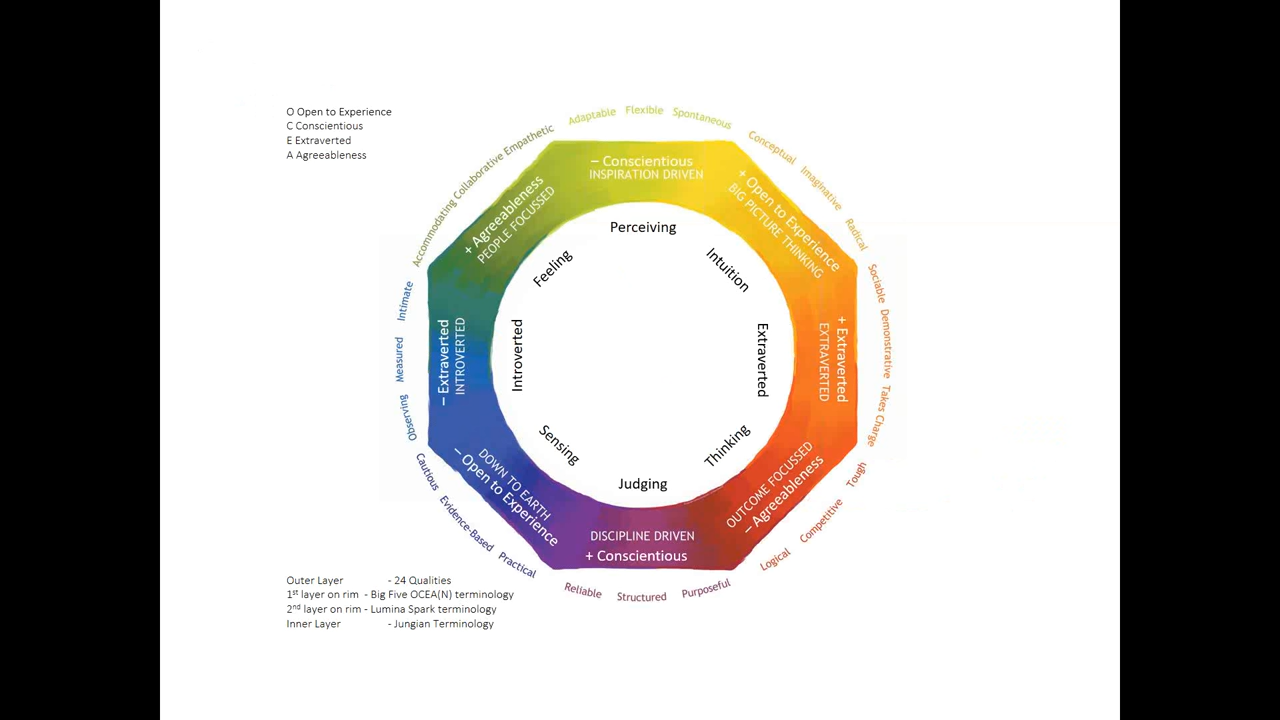 O Open to Experience
C Conscientious
E Extraverted
A Agreeableness
Adaptable Flexible Spontaneous
Conceptual Imaginative Radical
Sociable Demonstrative Takes Charge
Tough Competitive Logical
Purposeful Structured Reliable
Practical Evidence-Based Cautious
Observing Measured Intimate
Accommodating Collaborative Empathetic
– Conscientious
INSPIRATION DRIVEN
+ Open to Experience
BIG PICTURE THINKING
+ Extraverted
EXTRAVERTED
OUTCOME FOCUSSED
– Agreeableness
DISCIPLINE DRIVEN
+ Conscientious
DOWN TO EARTH
– Open to Experience
– Extraverted
INTROVERTED
+ Agreeableness
PEOPLE FOCUSSED
Perceiving
Intuition
Extraverted
Thinking
Judging
Sensing
Introverted
Feeling
Outer Layer - 24 Qualities
1st layer on rim - Big Five OCEA(N) terminology
2nd layer on rim - Lumina Spark terminology
Inner Layer - Jungian Terminology